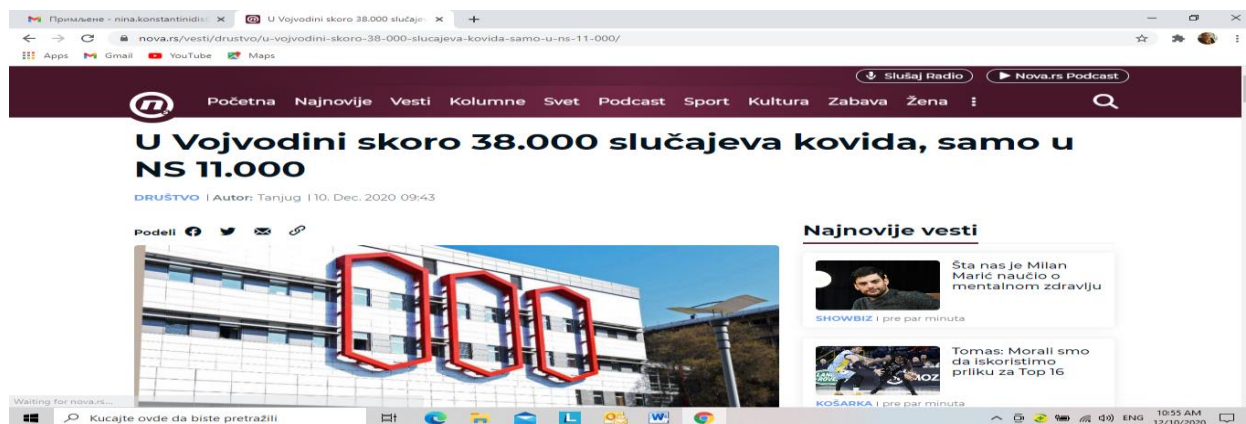 Примљене - nina.konstantinidis
U Vojvodini skoro 38.000 slučaje
nova.rs/vesti/drustvo/u-vojvodini-skoro-38-000-slucajeva-kovida-samo-u-ns-11-000/
Apps Gmail YouTube Maps
Slušaj Radio Nova.rs Podcast
Početna Najnovije Vesti Kolumne Svet Podcast Sport Kultura Zabava Žena
U Vojvodini skoro 38.000 slučajeva kovida, samo u
NS 11.000
DRUŠTVO | Autor: Tanjug | 10. Dec. 2020 09:43
Podeli
Najnovije vesti
Šta nas je Milan
Marić naučio o
mentalnom zdravlju
SHOWBIZ | pre par minuta
Tomas: Morali smo
da iskoristimo
priliku za Top 16
KOŠARKA | pre par minuta
Waiting for nova.rs...
Kucajte ovde da biste pretražili
ENG
10:55 AM
12/10/2020